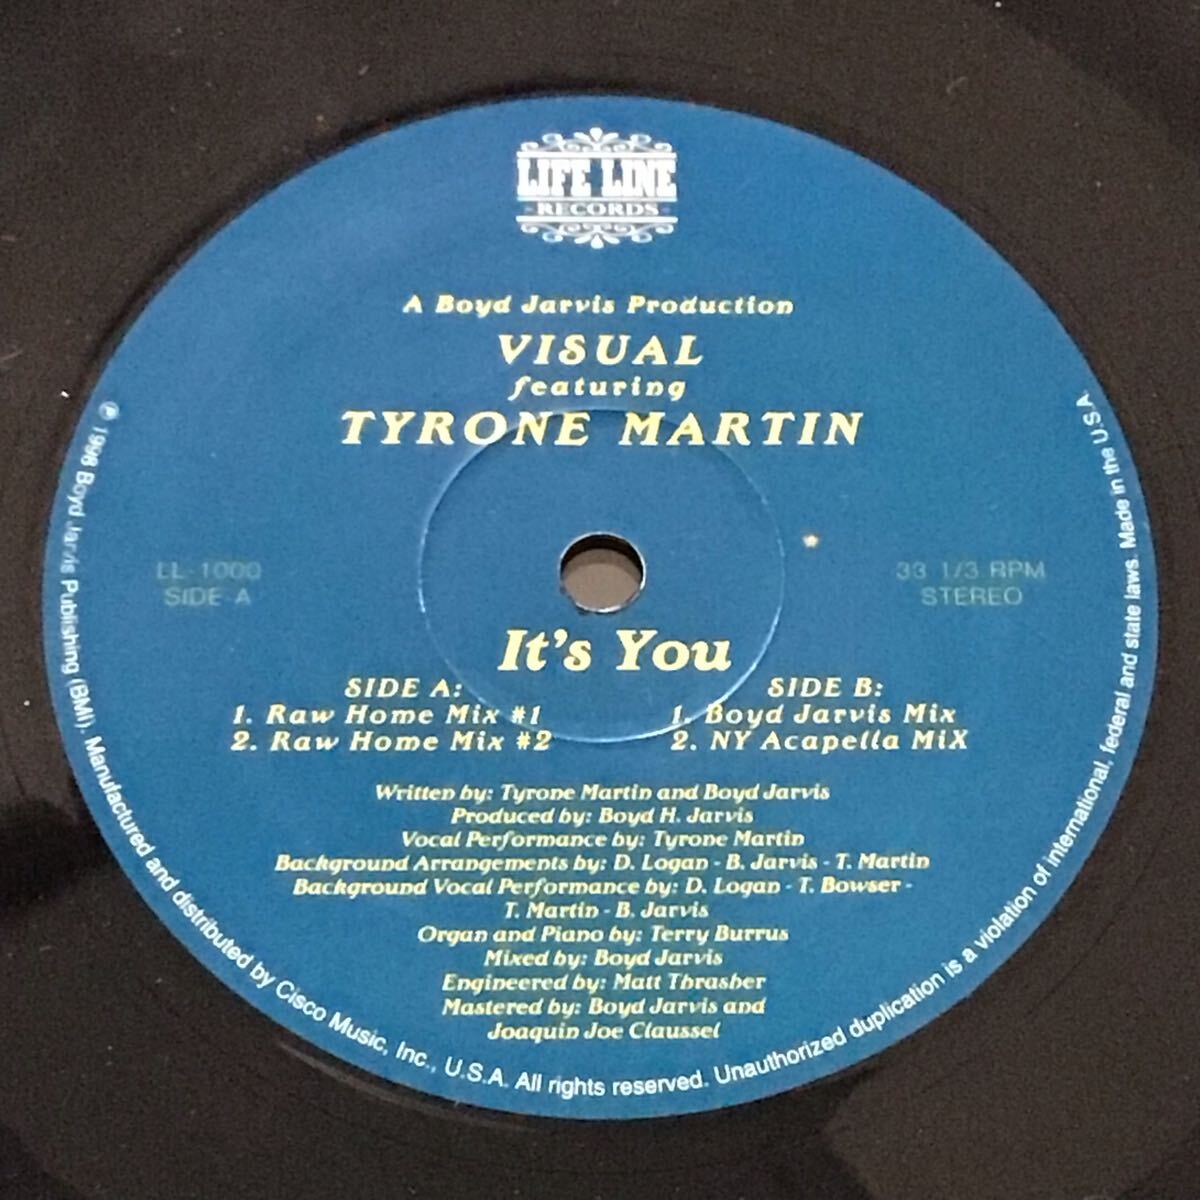 LIFE LINE
RECORDS
A Boyd Jarvis Production
VISUAL
featuring
TYRONE MARTIN
LL-1000
SIDE A
33 1/3 RPM
STEREO
It's You
SIDE A:
1. Raw Home Mix #1
2. Raw Home Mix #2
SIDE B:
1. Boyd Jarvis Mix
2. NY Acapella MiX
Written by: Tyrone Martin and Boyd Jarvis
Produced by: Boyd H. Jarvis
Vocal Performance by: Tyrone Martin
Background Arrangements by: D. Logan - B. Jarvis - T. Martin
Background Vocal Performance by: D. Logan - T. Bowser -
T. Martin - B. Jarvis
Organ and Piano by: Terry Burrus
Mixed by: Boyd Jarvis
Engineered by: Matt Thrasher
Mastered by: Boyd Jarvis and
Joaquin Joe Claussel
℗ 1996 Boyd Jarvis Publishing (BMI). Manufactured and distributed by Cisco Music, Inc., U.S.A. All rights reserved. Unauthorized duplication is a violation of international, federal and state laws. Made in the U.S.A.